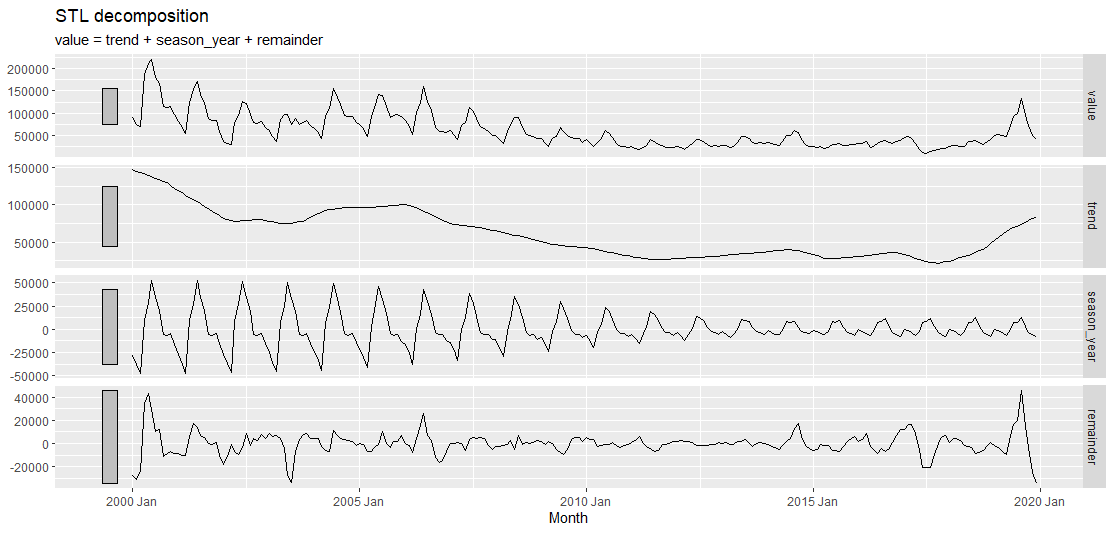 STL decomposition
value = trend + season_year + remainder
200000
150000
100000
50000
value
150000
100000
50000
trend
50000
25000
0
-25000
-50000
season_year
40000
20000
0
-20000
remainder
2000 Jan 2005 Jan 2010 Jan 2015 Jan 2020 Jan
Month